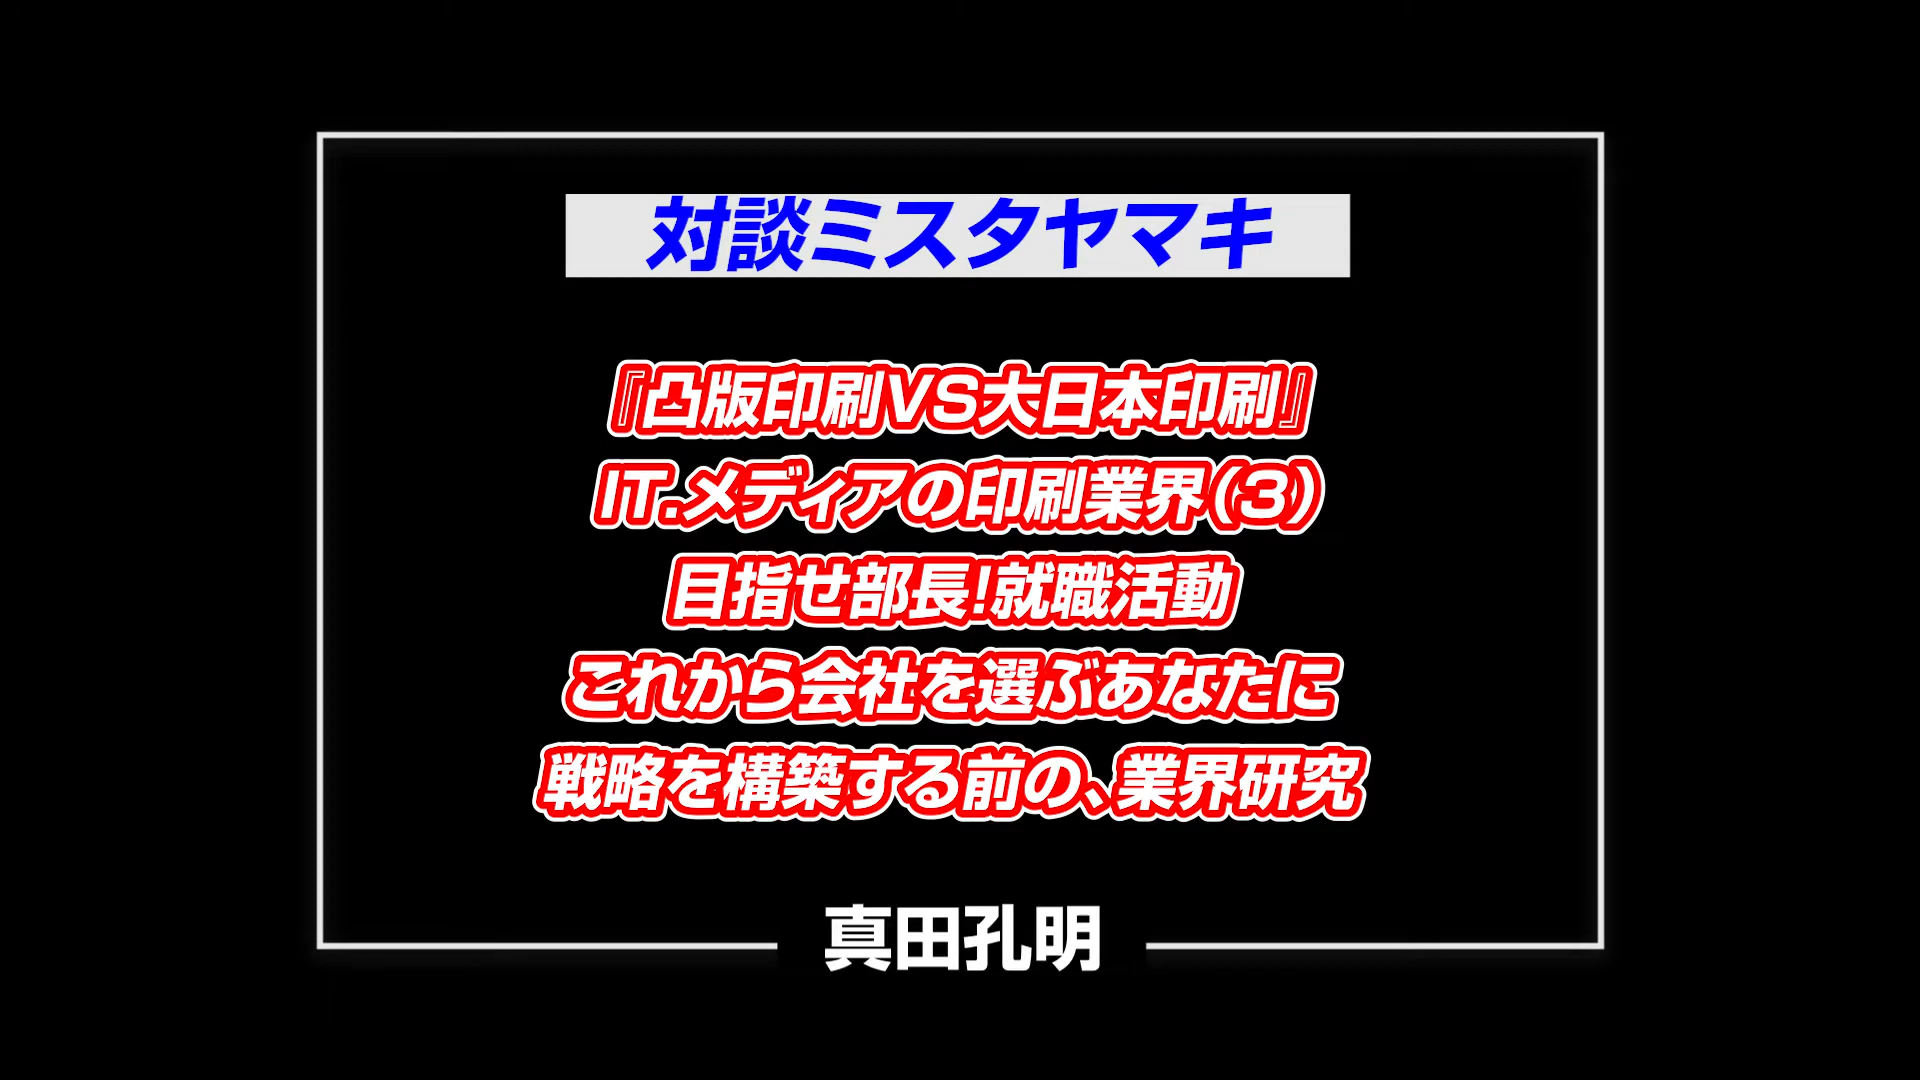 対談ミスタヤマキ
『凸版印刷VS大日本印刷』
IT.メディアの印刷業界(3)
目指せ部長!就職活動
これから会社を選ぶあなたに
戦略を構築する前の、業界研究
真田孔明